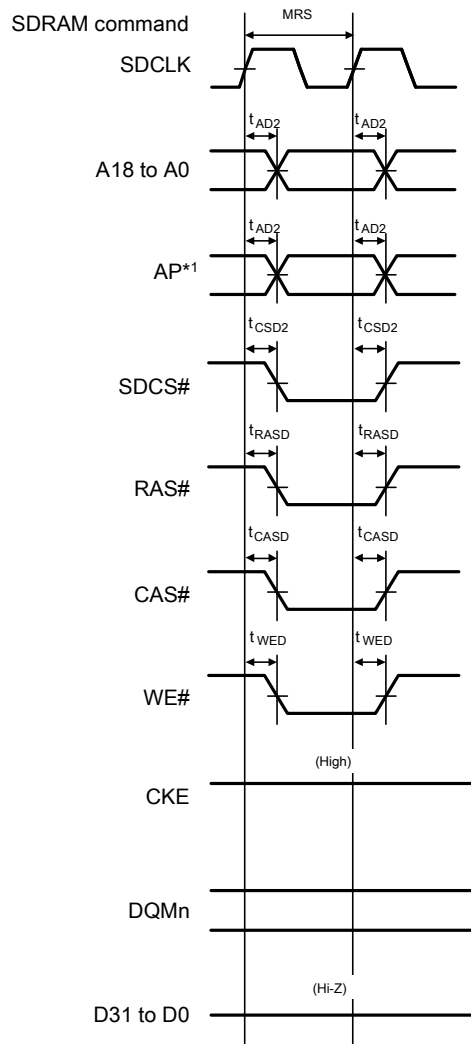 SDRAM command MRS
SDCLK
tAD2 tAD2
A18 to A0
tAD2 tAD2
AP*1
tCSD2 tCSD2
SDCS#
tRASD tRASD
RAS#
tCASD tCASD
CAS#
tWED tWED
WE#
(High)
CKE
DQMn
(Hi-Z)
D31 to D0